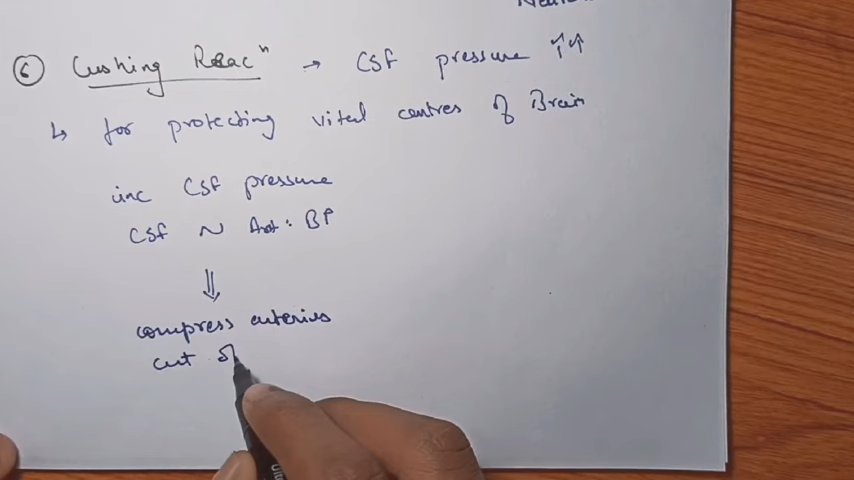 6 Cushing Reacⁿ → CSF pressure ↑↑
↳ for protecting vital centres of Brain
inc CSF pressure
CSF ~ Art: BP
⇓
compress arteries
cut